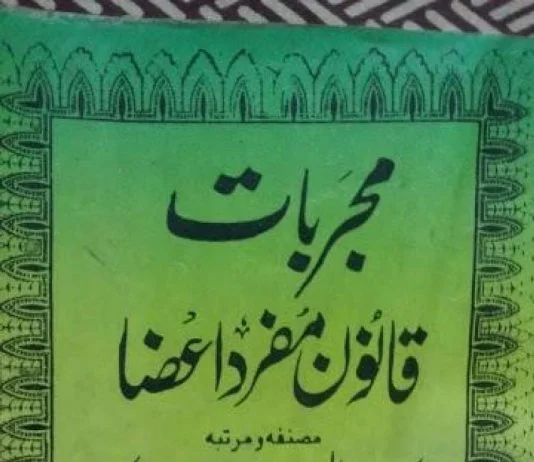 مجربات
قانون مفرد اعضا
مصنفہ و مرتبہ